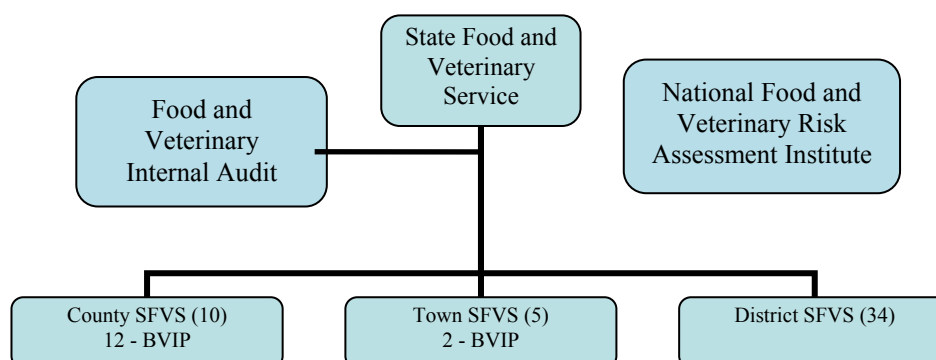 State Food and
Veterinary
Service
Food and
Veterinary
Internal Audit
National Food and
Veterinary Risk
Assessment Institute
County SFVS (10)
12 - BVIP
Town SFVS (5)
2 - BVIP
District SFVS (34)